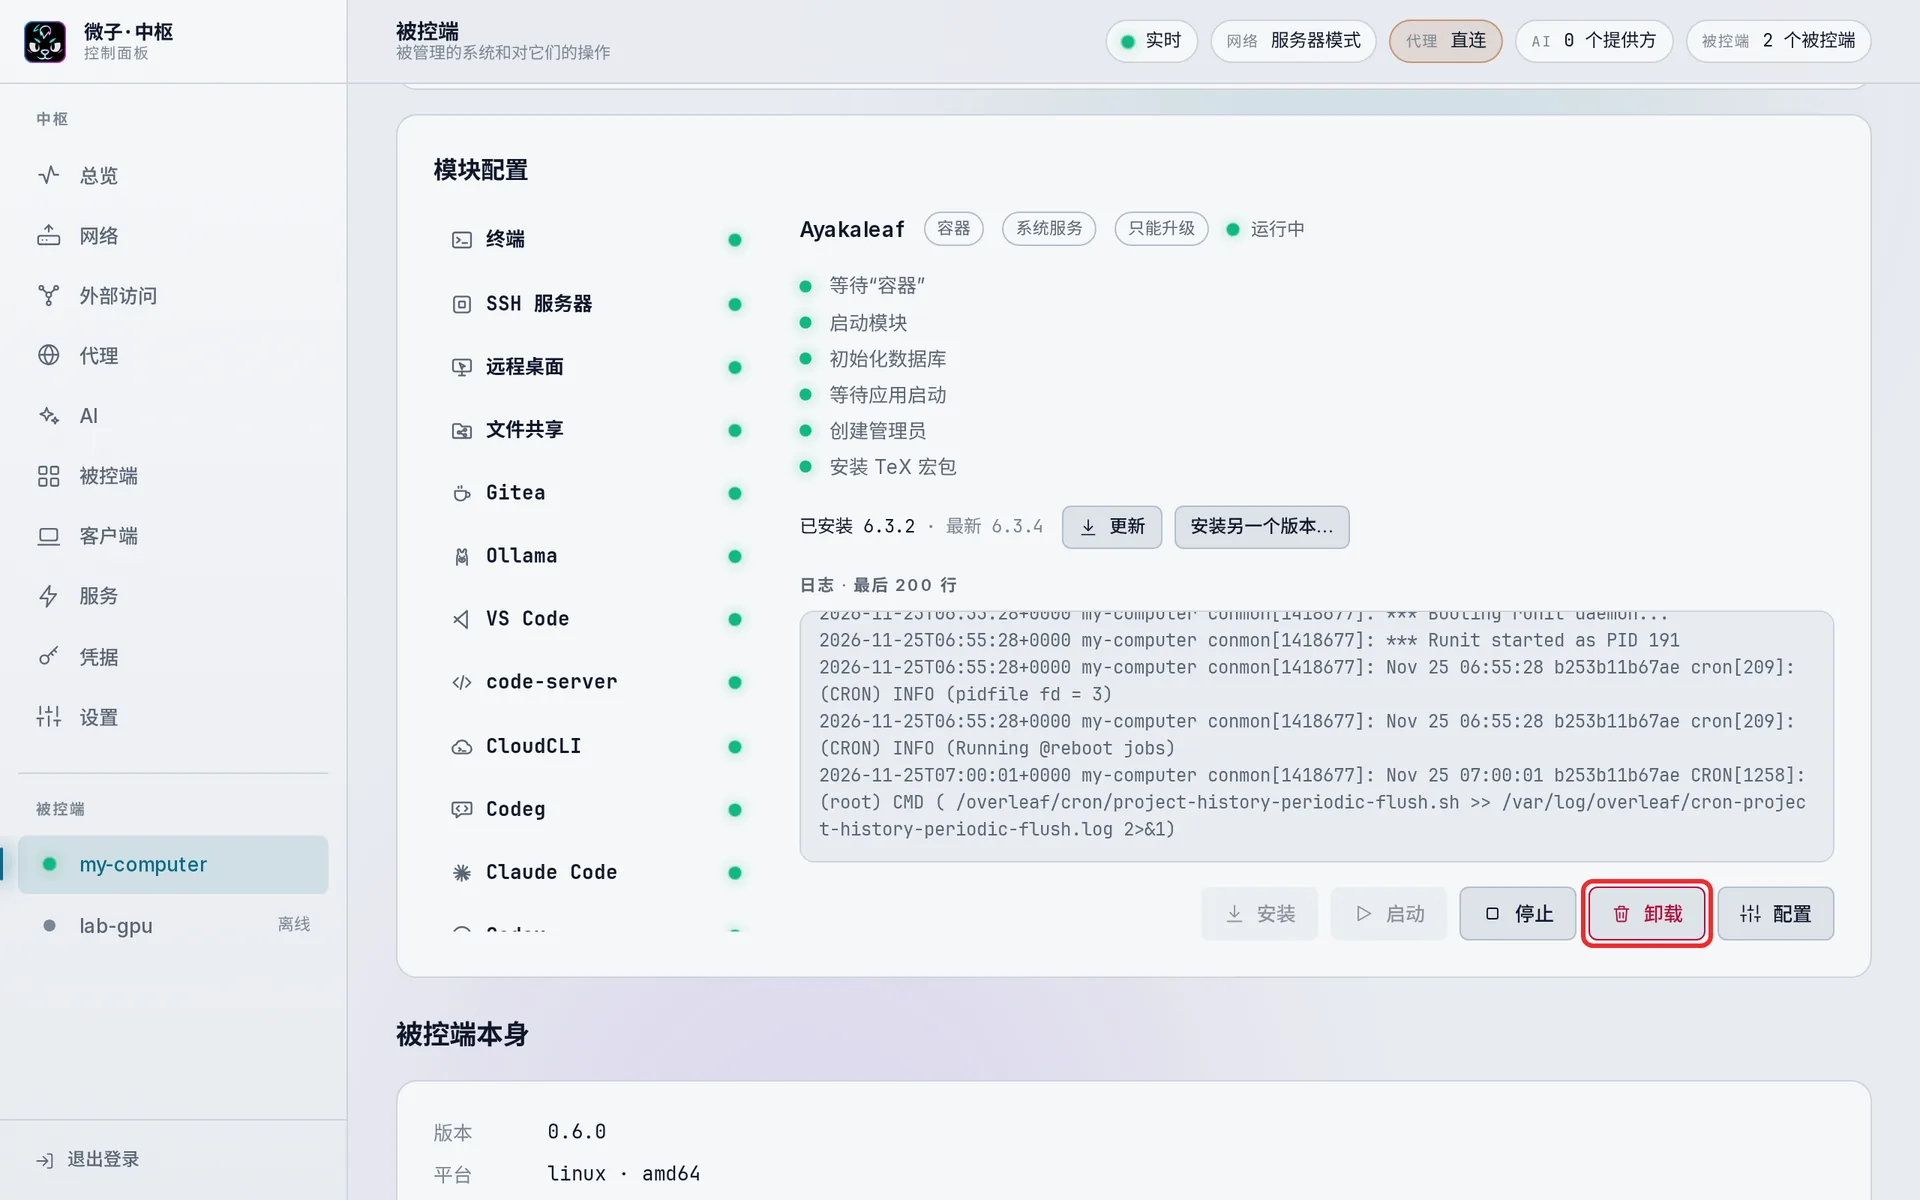 微子·中枢
控制面板
被控端
被管理的系统和对它们的操作
实时
网络 服务器模式
代理 直连
AI 0 个提供方
被控端 2 个被控端
中枢
总览
网络
外部访问
代理
AI
被控端
客户端
服务
凭据
设置
被控端
my-computer
lab-gpu 离线
退出登录
模块配置
终端
SSH 服务器
远程桌面
文件共享
Gitea
Ollama
VS Code
code-server
CloudCLI
Codeg
Claude Code
Ayakaleaf 容器 系统服务 只能升级 运行中
等待“容器”
启动模块
初始化数据库
等待应用启动
创建管理员
安装 TeX 宏包
已安装 6.3.2 · 最新 6.3.4 更新 安装另一个版本…
日志 · 最后 200 行
2026-11-25T06:55:28+0000 my-computer conmon[1418677]: *** Booting runit daemon...
2026-11-25T06:55:28+0000 my-computer conmon[1418677]: *** Runit started as PID 191
2026-11-25T06:55:28+0000 my-computer conmon[1418677]: Nov 25 06:55:28 b253b11b67ae cron[209]:
(CRON) INFO (pidfile fd = 3)
2026-11-25T06:55:28+0000 my-computer conmon[1418677]: Nov 25 06:55:28 b253b11b67ae cron[209]:
(CRON) INFO (Running @reboot jobs)
2026-11-25T07:00:01+0000 my-computer conmon[1418677]: Nov 25 07:00:01 b253b11b67ae CRON[1258]:
(root) CMD ( /overleaf/cron/project-history-periodic-flush.sh >> /var/log/overleaf/cron-projec
t-history-periodic-flush.log 2>&1)
安装 启动 停止 卸载 配置
被控端本身
版本 0.6.0
平台 linux · amd64